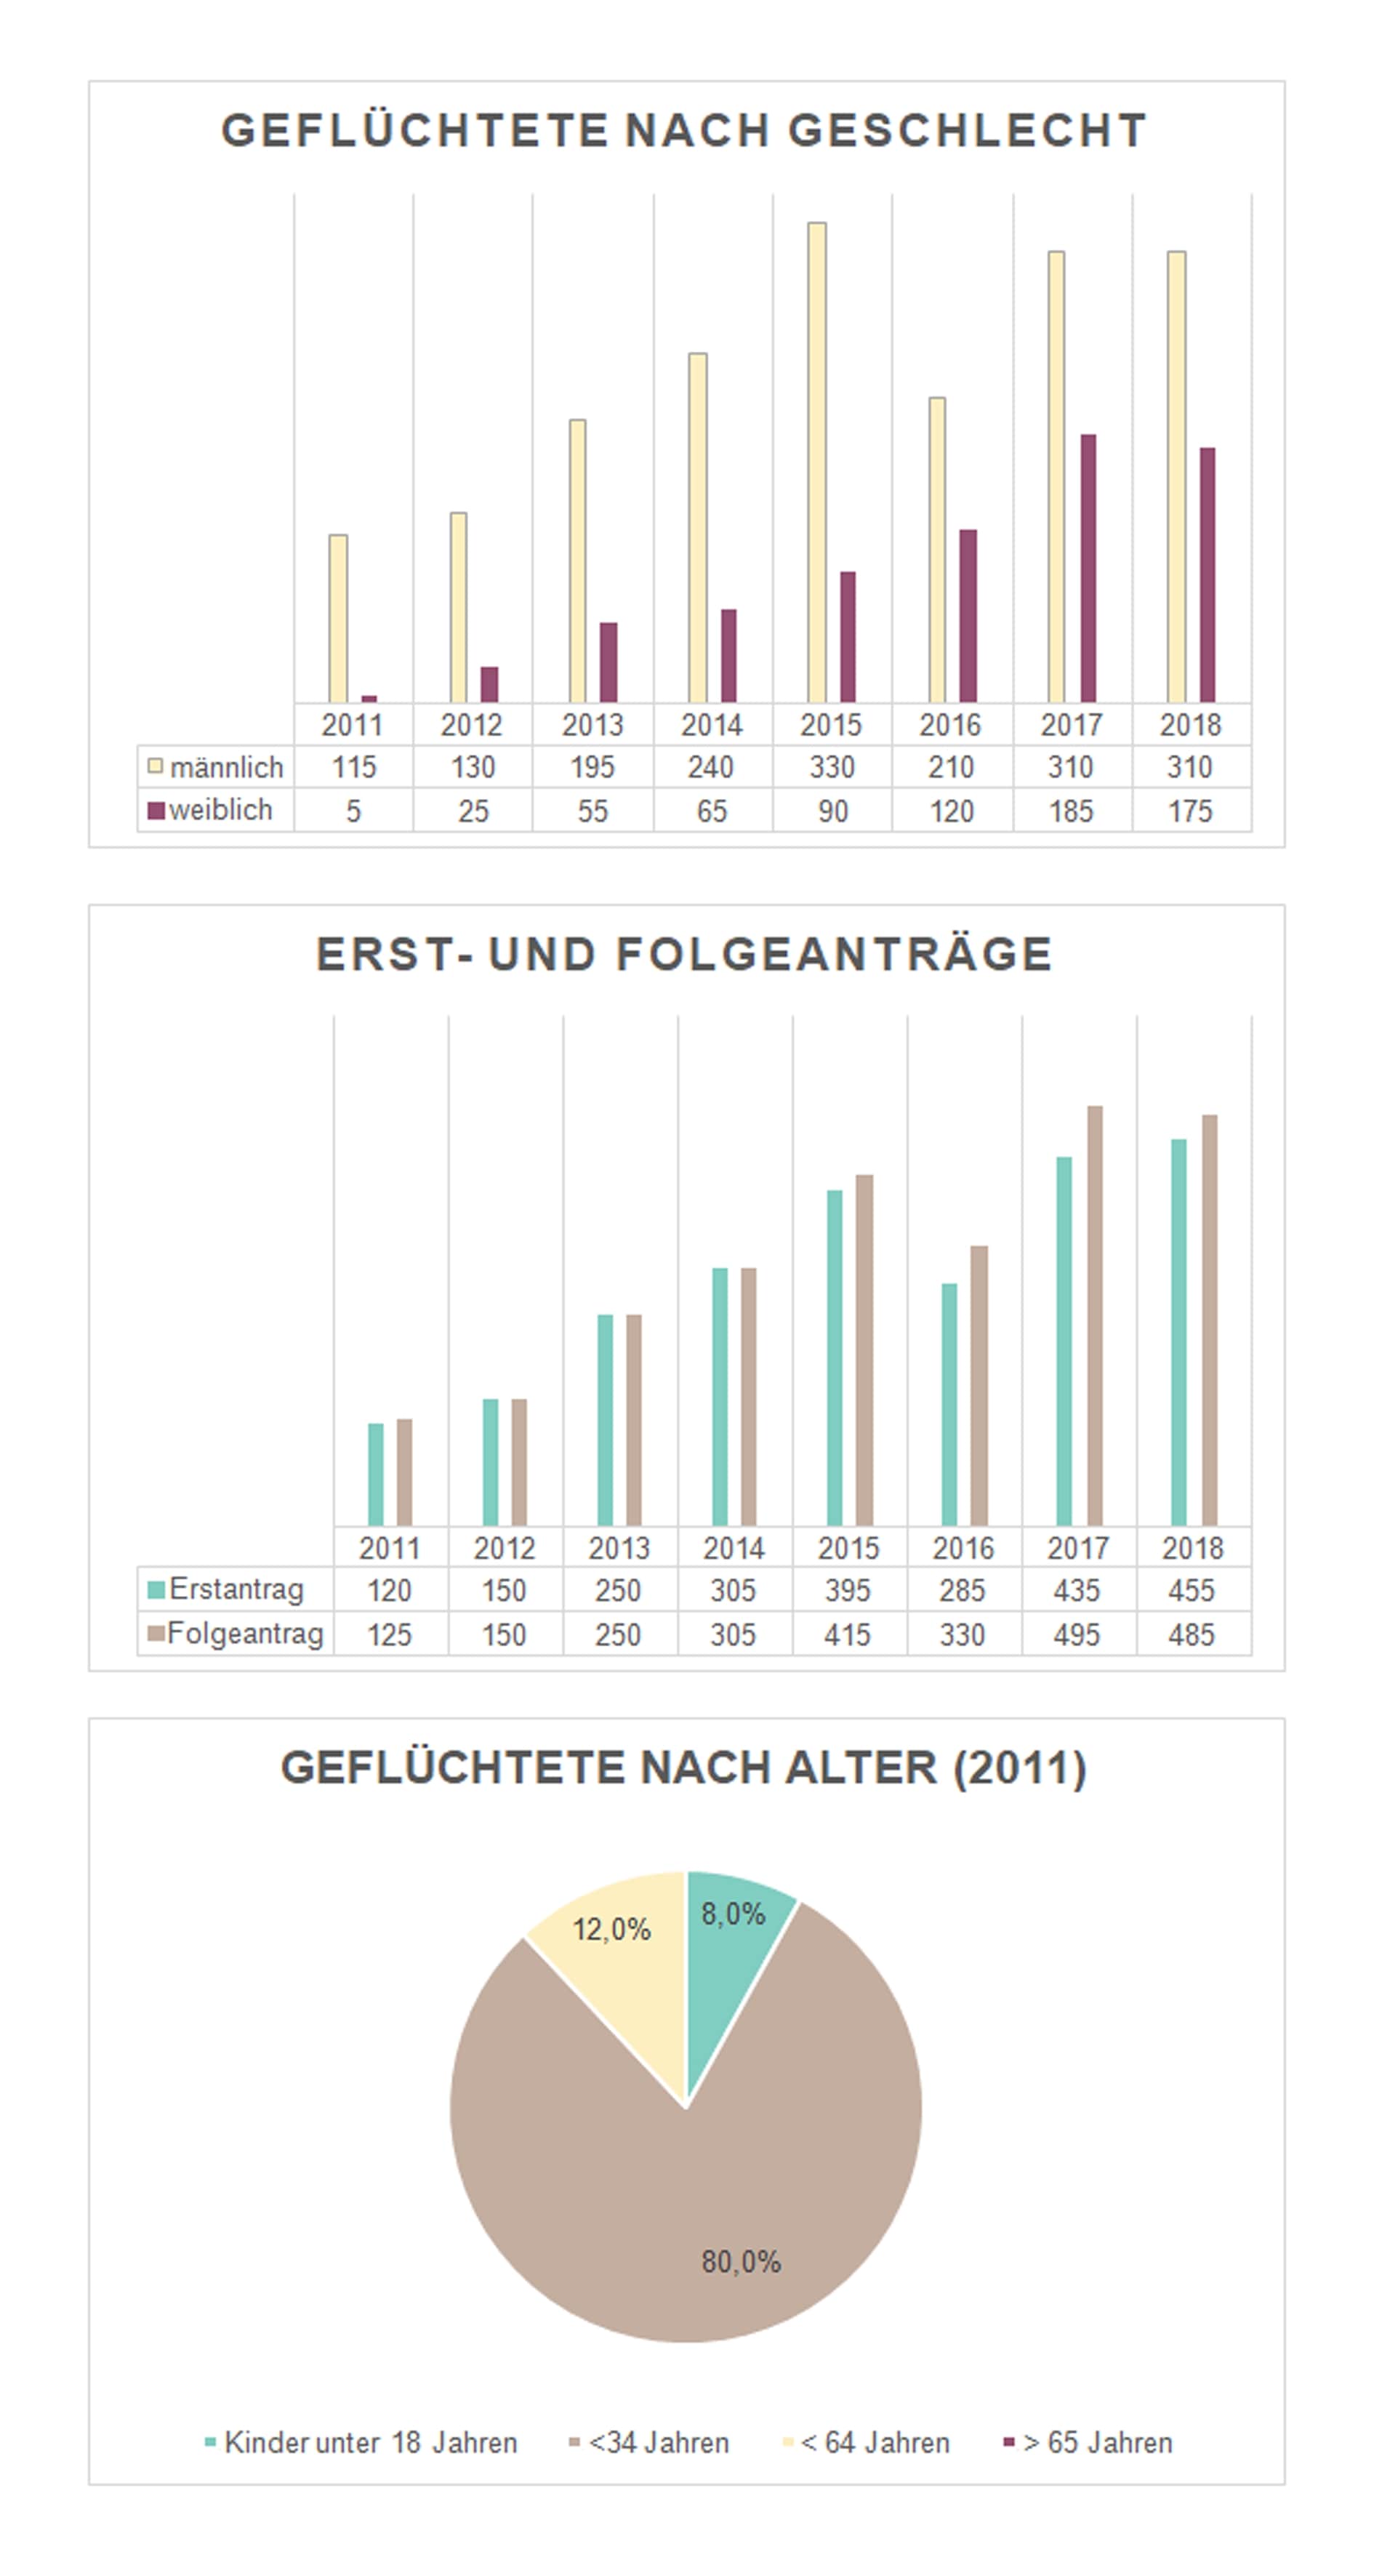 GEFLÜCHTETE NACH GESCHLECHT
2011 2012 2013 2014 2015 2016 2017 2018
männlich 115 130 195 240 330 210 310 310
weiblich 5 25 55 65 90 120 185 175
ERST- UND FOLGEANTRÄGE
2011 2012 2013 2014 2015 2016 2017 2018
Erstantrag 120 150 250 305 395 285 435 455
Folgeantrag 125 150 250 305 415 330 495 485
GEFLÜCHTETE NACH ALTER (2011)
12,0% 8,0%
80,0%
Kinder unter 18 Jahren <34 Jahren < 64 Jahren > 65 Jahren